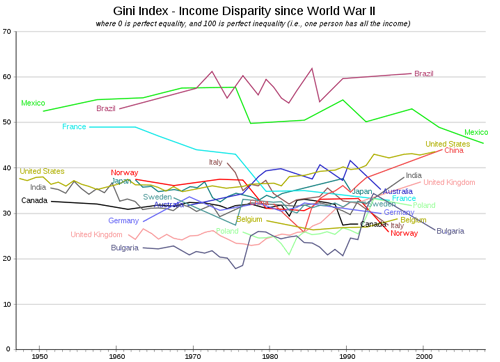 Gini Index - Income Disparity since World War II
where 0 is perfect equality, and 100 is perfect inequality (i.e., one person has all the income)
70
60
Brazil
Mexico
Brazil
50
France
Mexico
United States
China
40
Italy
United States
Norway
Japan
India
India
United Kingdom
Canada
Sweden
Australia
Japan
Australia
France
Sweden
Poland
30
Germany
Germany
Belgium
Belgium
Canada
Italy
United Kingdom
Poland
Norway
Bulgaria
Bulgaria
20
10
0
1950
1960
1970
1980
1990
2000